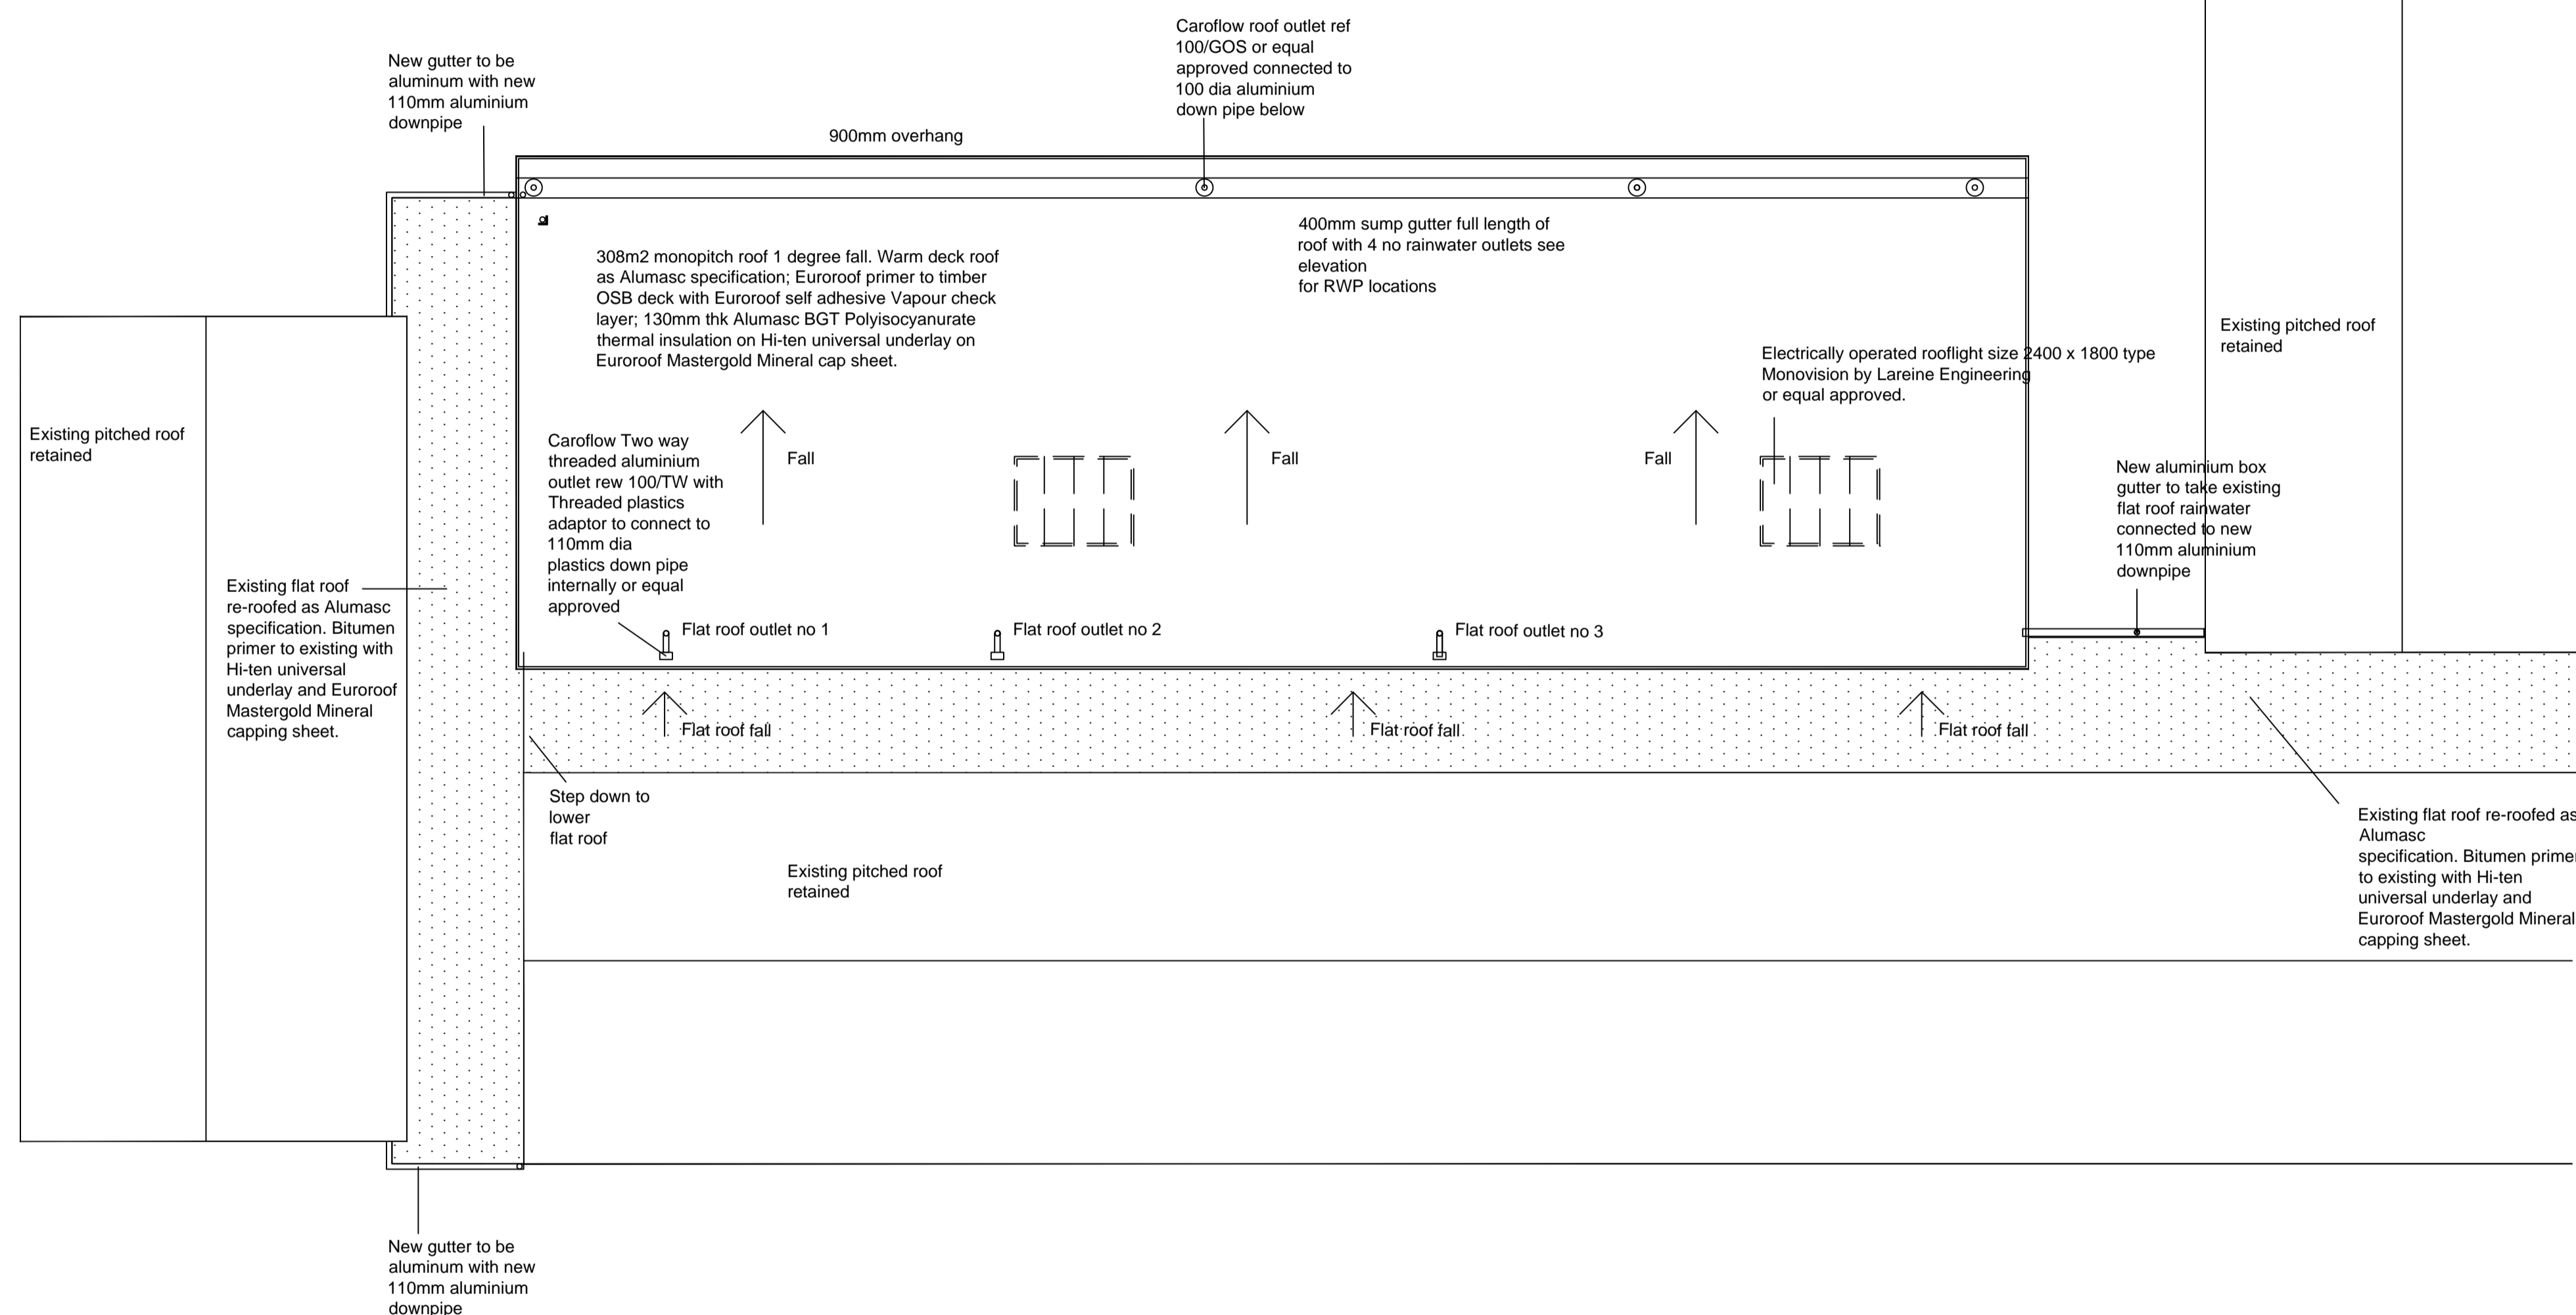 Caroflow roof outlet ref
100/GOS or equal
approved connected to
100 dia aluminium
down pipe below
New gutter to be
aluminum with new
110mm aluminium
downpipe
900mm overhang
400mm sump gutter full length of
roof with 4 no rainwater outlets see
elevation
for RWP locations
308m2 monopitch roof 1 degree fall. Warm deck roof
as Alumasc specification; Euroroof primer to timber
OSB deck with Euroroof self adhesive Vapour check
layer; 130mm thk Alumasc BGT Polyisocyanurate
thermal insulation on Hi-ten universal underlay on
Euroroof Mastergold Mineral cap sheet.
Existing pitched roof
retained
Electrically operated rooflight size 2400 x 1800 type
Monovision by Lareine Engineering
or equal approved.
Existing pitched roof
retained
Caroflow Two way
threaded aluminium
outlet rew 100/TW with
Threaded plastics
adaptor to connect to
110mm dia
plastics down pipe
internally or equal
approved
Fall
Fall
Fall
New aluminium box
gutter to take existing
flat roof rainwater
connected to new
110mm aluminium
downpipe
Existing flat roof
re-roofed as Alumasc
specification. Bitumen
primer to existing with
Hi-ten universal
underlay and Euroroof
Mastergold Mineral
capping sheet.
Flat roof outlet no 1
Flat roof outlet no 2
Flat roof outlet no 3
Flat roof fall
Flat roof fall
Flat roof fall
Step down to
lower
flat roof
Existing flat roof re-roofed as
Alumasc
specification. Bitumen primer
to existing with Hi-ten
universal underlay and
Euroroof Mastergold Mineral
capping sheet.
Existing pitched roof
retained
New gutter to be
aluminum with new
110mm aluminium
downpipe